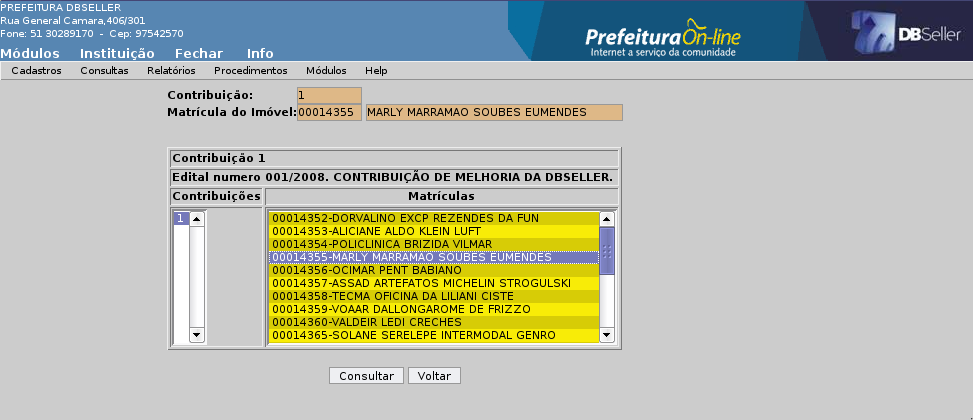 PREFEITURA DBSELLER
Rua General Camara,406/301
Fone: 51 30289170 - Cep: 97542570
Módulos Instituição Fechar Info
Prefeitura On-line
Internet a serviço da comunidade
DBSeller
Cadastros Consultas Relatórios Procedimentos Módulos Help
Contribuição: 1
Matrícula do Imóvel: 00014355 MARLY MARRAMAO SOUBES EUMENDES
Contribuição 1
Edital numero 001/2008. CONTRIBUIÇÃO DE MELHORIA DA DBSELLER.
Contribuições Matrículas
1
00014352-DORVALINO EXCP REZENDES DA FUN
00014353-ALICIANE ALDO KLEIN LUFT
00014354-POLICLINICA BRIZIDA VILMAR
00014355-MARLY MARRAMAO SOUBES EUMENDES
00014356-OCIMAR PENT BABIANO
00014357-ASSAD ARTEFATOS MICHELIN STROGULSKI
00014358-TECMA OFICINA DA LILIANI CISTE
00014359-VOAAR DALLONGAROME DE FRIZZO
00014360-VALDEIR LEDI CRECHES
00014365-SOLANE SERELEPE INTERMODAL GENRO
Consultar Voltar